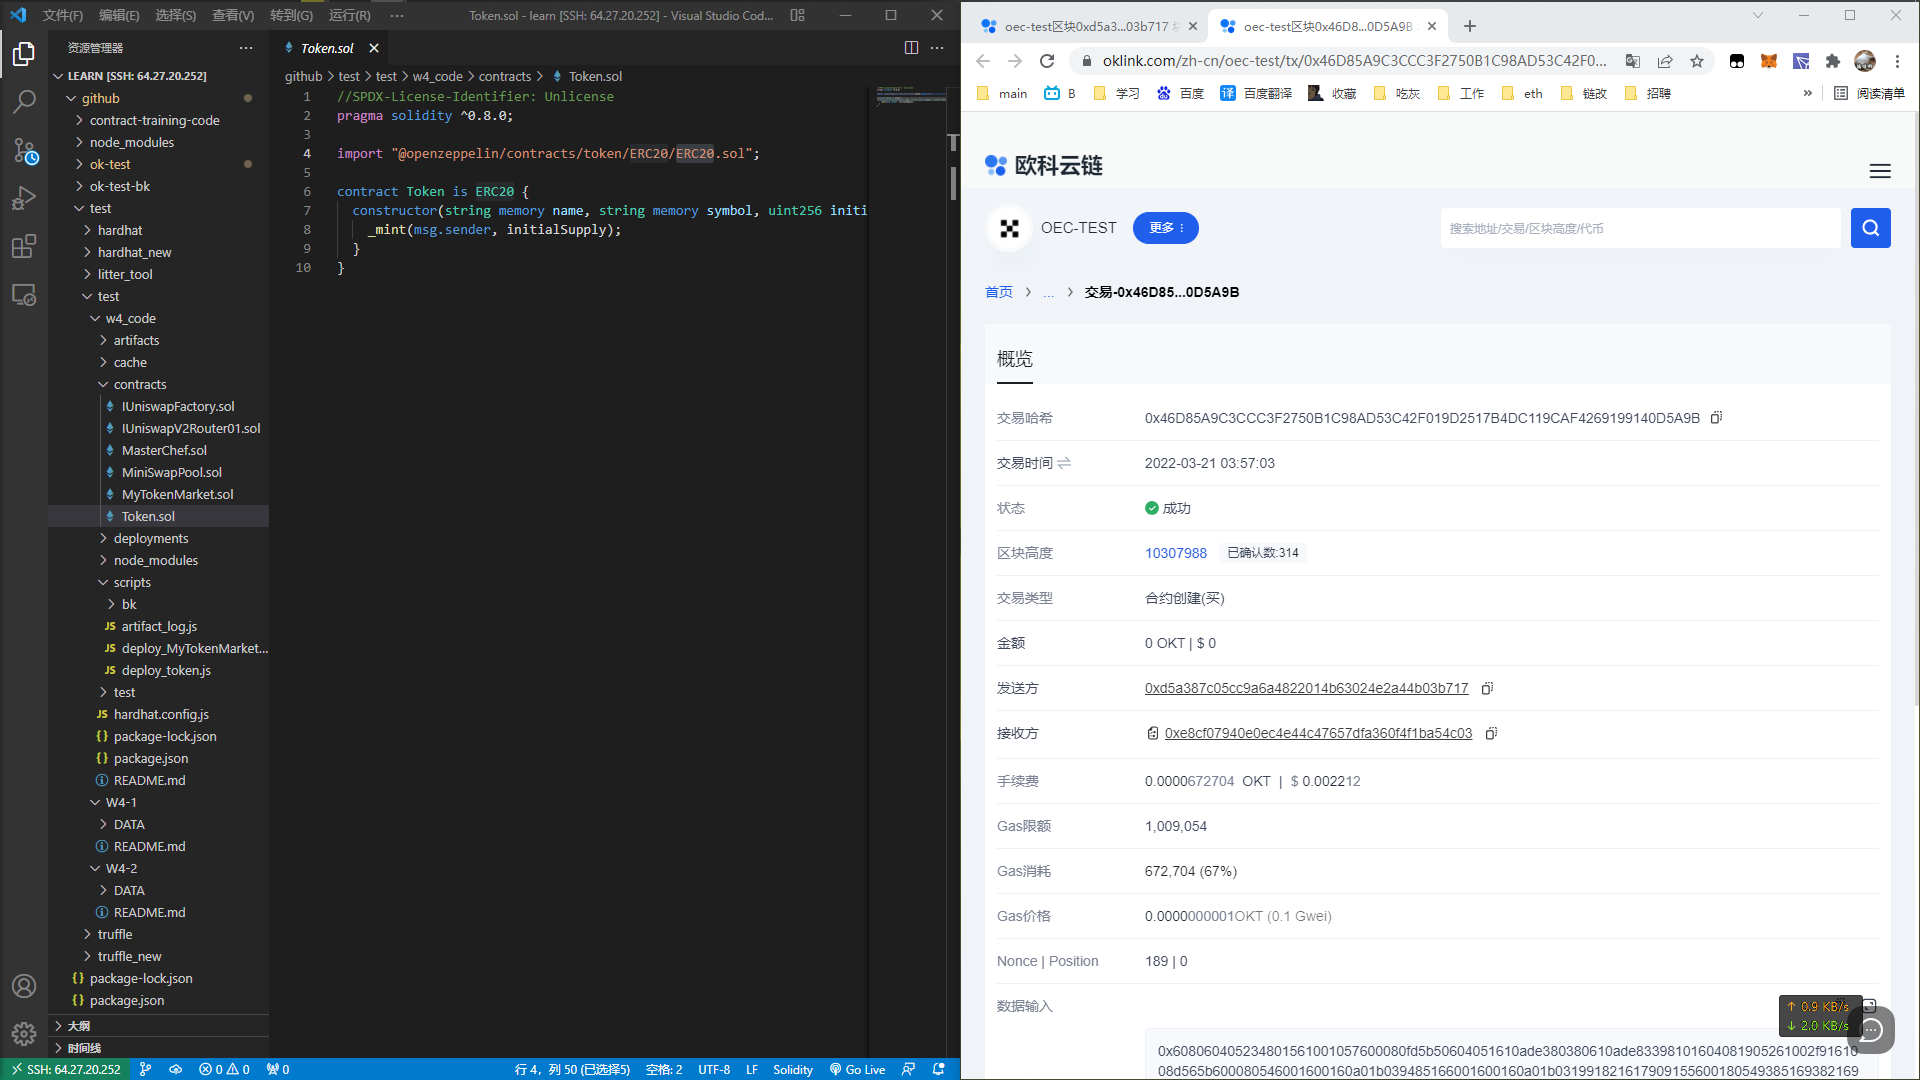 文件(F) 编辑(E) 选择(S) 查看(V) 转到(G) 运行(R) ··· Token.sol - learn [SSH: 64.27.20.252] - Visual Studio Cod...
资源管理器 ···
LEARN [SSH: 64.27.20.252]
github
contract-training-code
node_modules
ok-test
ok-test-bk
test
hardhat
hardhat_new
litter_tool
test
w4_code
artifacts
cache
contracts
IUniswapFactory.sol
IUniswapV2Router01.sol
MasterChef.sol
MiniSwapPool.sol
MyTokenMarket.sol
Token.sol
deployments
node_modules
scripts
bk
JS artifact_log.js
JS deploy_MyTokenMarket...
JS deploy_token.js
test
JS hardhat.config.js
{} package-lock.json
{} package.json
README.md
W4-1
DATA
README.md
W4-2
DATA
README.md
truffle
truffle_new
{} package-lock.json
{} package.json
大纲
时间线
Token.sol
github > test > test > w4_code > contracts > Token.sol
1 //SPDX-License-Identifier: Unlicense
2 pragma solidity ^0.8.0;
3
4 import "@openzeppelin/contracts/token/ERC20/ERC20.sol";
5
6 contract Token is ERC20 {
7 constructor(string memory name, string memory symbol, uint256 initi
8 _mint(msg.sender, initialSupply);
9 }
10 }
SSH: 64.27.20.252 0 0 0 行 4，列 50 (已选择5) 空格: 2 UTF-8 LF Solidity Go Live
oec-test区块0xd5a3...03b717 oec-test区块0x46D8...0D5A9B
oklink.com/zh-cn/oec-test/tx/0x46D85A9C3CCC3F2750B1C98AD53C42F0...
main B 学习 百度 百度翻译 收藏 吃灰 工作 eth 链改 招聘 » 阅读清单
欧科云链
OEC-TEST 更多 搜索地址/交易/区块高度/代币
首页 > ... > 交易-0x46D85...0D5A9B
概览
交易哈希 0x46D85A9C3CCC3F2750B1C98AD53C42F019D2517B4DC119CAF4269199140D5A9B
交易时间 2022-03-21 03:57:03
状态 成功
区块高度 10307988 已确认数:314
交易类型 合约创建(买)
金额 0 OKT | $ 0
发送方 0xd5a387c05cc9a6a4822014b63024e2a44b03b717
接收方 0xe8cf07940e0ec4e44c47657dfa360f4f1ba54c03
手续费 0.0000672704 OKT | $ 0.002212
Gas限额 1,009,054
Gas消耗 672,704 (67%)
Gas价格 0.0000000001OKT (0.1 Gwei)
Nonce | Position 189 | 0
数据输入
↑ 0.9 KB/s
↓ 2.0 KB/s
0x60806040523480156100105760008​0fd5b50604051610ade380380610ade83398101604081905261002f91610
08d565b600080546001600160a01b039485166001600160a01b03199182161790915560018054938516938​2169